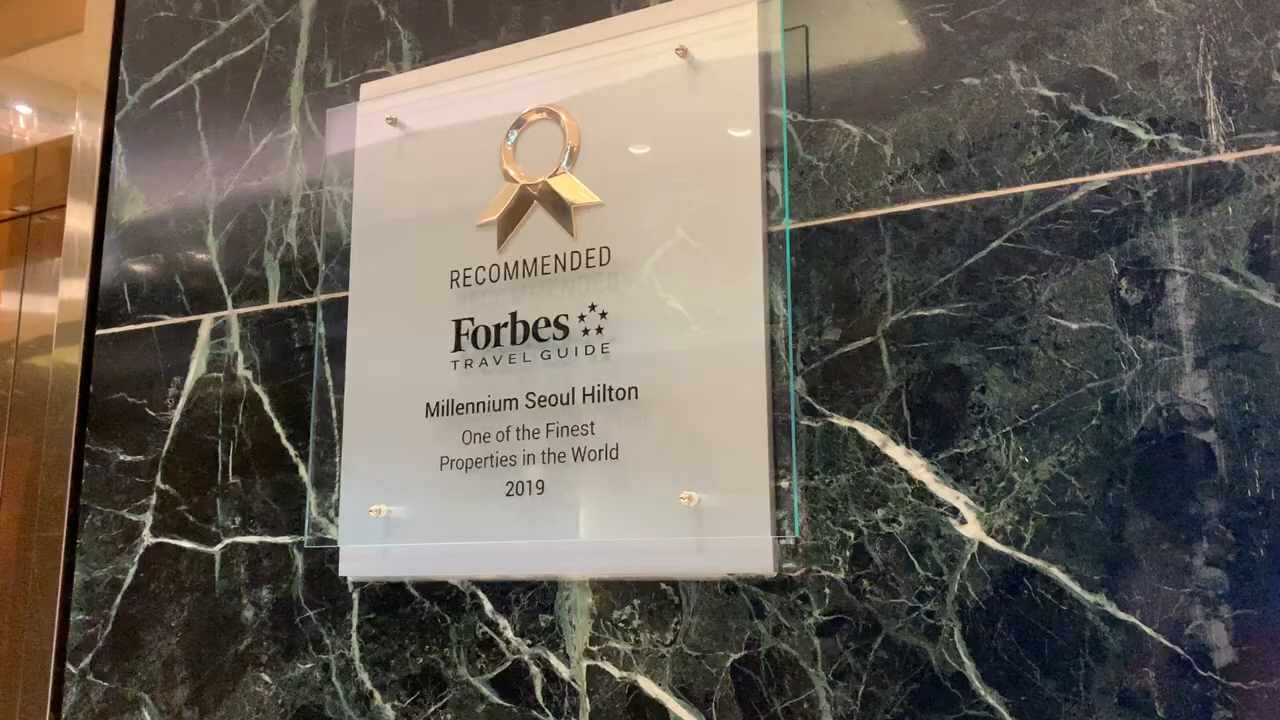 RECOMMENDED
Forbes
TRAVEL GUIDE
Millennium Seoul Hilton
One of the Finest
Properties in the World
2019